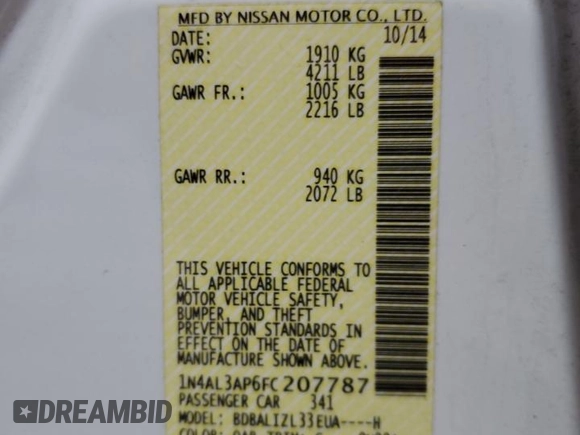 MFD BY NISSAN MOTOR CO., LTD.
DATE: 10/14
GVWR: 1910 KG
4211 LB
GAWR FR.: 1005 KG
2216 LB
GAWR RR.: 940 KG
2072 LB
THIS VEHICLE CONFORMS TO
ALL APPLICABLE FEDERAL
MOTOR VEHICLE SAFETY,
BUMPER, AND THEFT
PREVENTION STANDARDS IN
EFFECT ON THE DATE OF
MANUFACTURE SHOWN ABOVE.
1N4AL3AP6FC207787
PASSENGER CAR 341
MODEL: BDBALIZL33EUA----H
COLOR: QAB TRIM:
DREAMBID